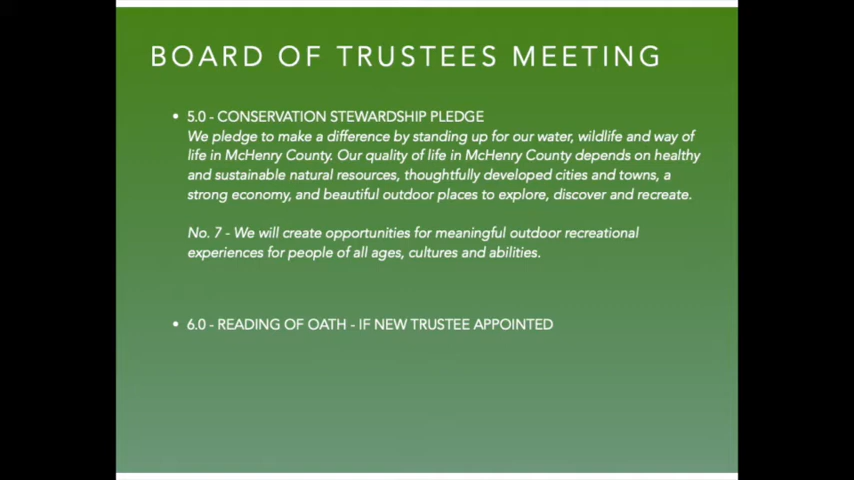 BOARD OF TRUSTEES MEETING
• 5.0 - CONSERVATION STEWARDSHIP PLEDGE
We pledge to make a difference by standing up for our water, wildlife and way of
life in McHenry County. Our quality of life in McHenry County depends on healthy
and sustainable natural resources, thoughtfully developed cities and towns, a
strong economy, and beautiful outdoor places to explore, discover and recreate.
No. 7 - We will create opportunities for meaningful outdoor recreational
experiences for people of all ages, cultures and abilities.
• 6.0 - READING OF OATH - IF NEW TRUSTEE APPOINTED